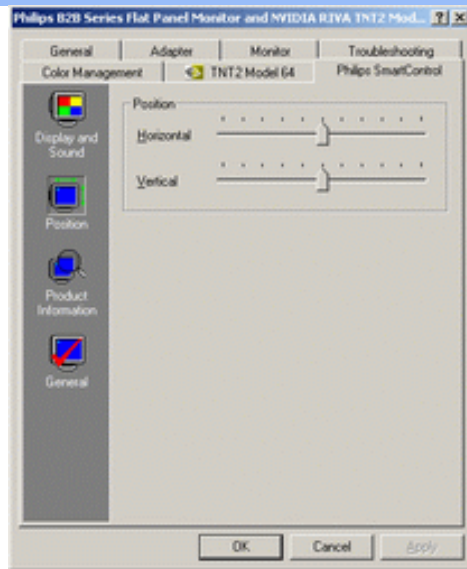 Philips B2B Series Flat Panel Monitor and NVIDIA RIVA TNT2 Mod...
General Adapter Monitor Troubleshooting
Color Management TNT2 Model 64 Philips SmartControl
Display and
Sound
Position
Product
Information
General
Position
Horizontal
Vertical
OK Cancel Apply